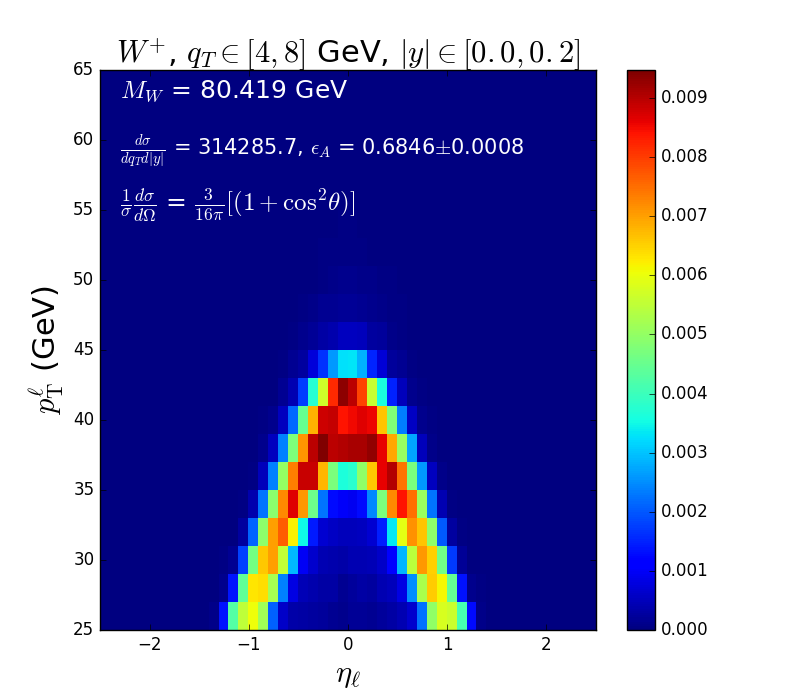 W⁺, q_T ∈ [4, 8] GeV, |y| ∈ [0.0, 0.2]
M_W = 80.419 GeV
dσ/dq_Td|y| = 314285.7, ϵ_A = 0.6846±0.0008
1/σ dσ/dΩ = 3/16π [(1 + cos²θ)]
65
60
55
50
45
40
35
30
25
p_T^ℓ (GeV)
−2 −1 0 1 2
η_ℓ
0.009
0.008
0.007
0.006
0.005
0.004
0.003
0.002
0.001
0.000